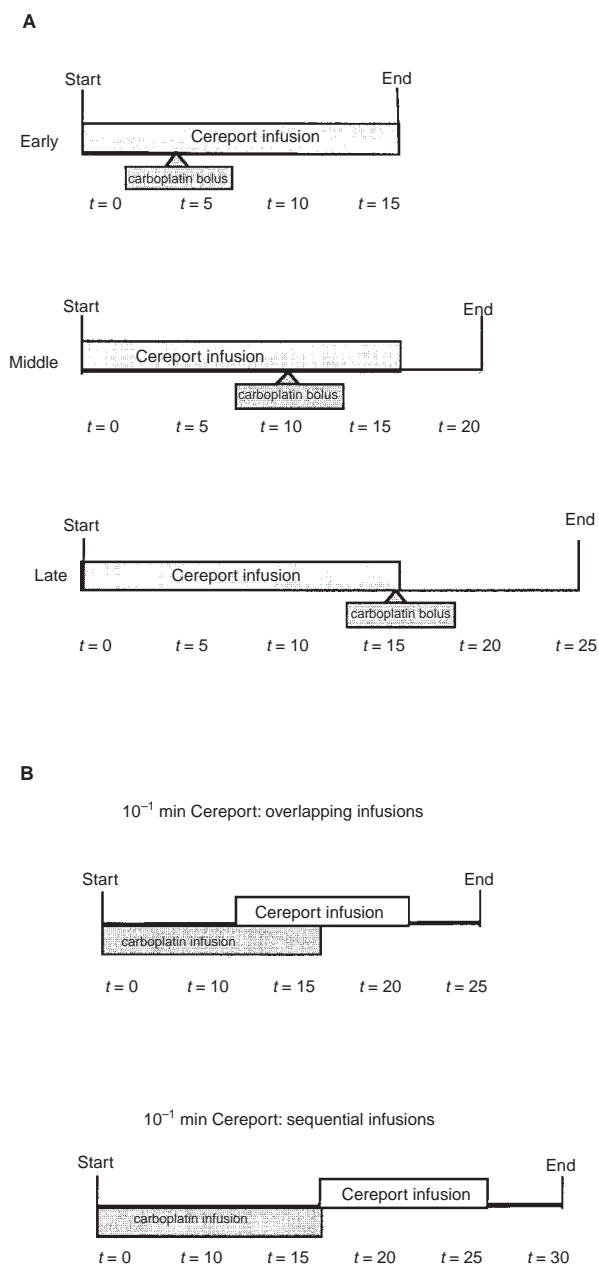 A
Start End
Early Cereport infusion
carboplatin bolus
t = 0 t = 5 t = 10 t = 15
Start End
Middle Cereport infusion
carboplatin bolus
t = 0 t = 5 t = 10 t = 15 t = 20
Start End
Late Cereport infusion
carboplatin bolus
t = 0 t = 5 t = 10 t = 15 t = 20 t = 25
B
10⁻¹ min Cereport: overlapping infusions
Start End
Cereport infusion
carboplatin infusion
t = 0 t = 10 t = 15 t = 20 t = 25
10⁻¹ min Cereport: sequential infusions
Start End
Cereport infusion
carboplatin infusion
t = 0 t = 10 t = 15 t = 20 t = 25 t = 30